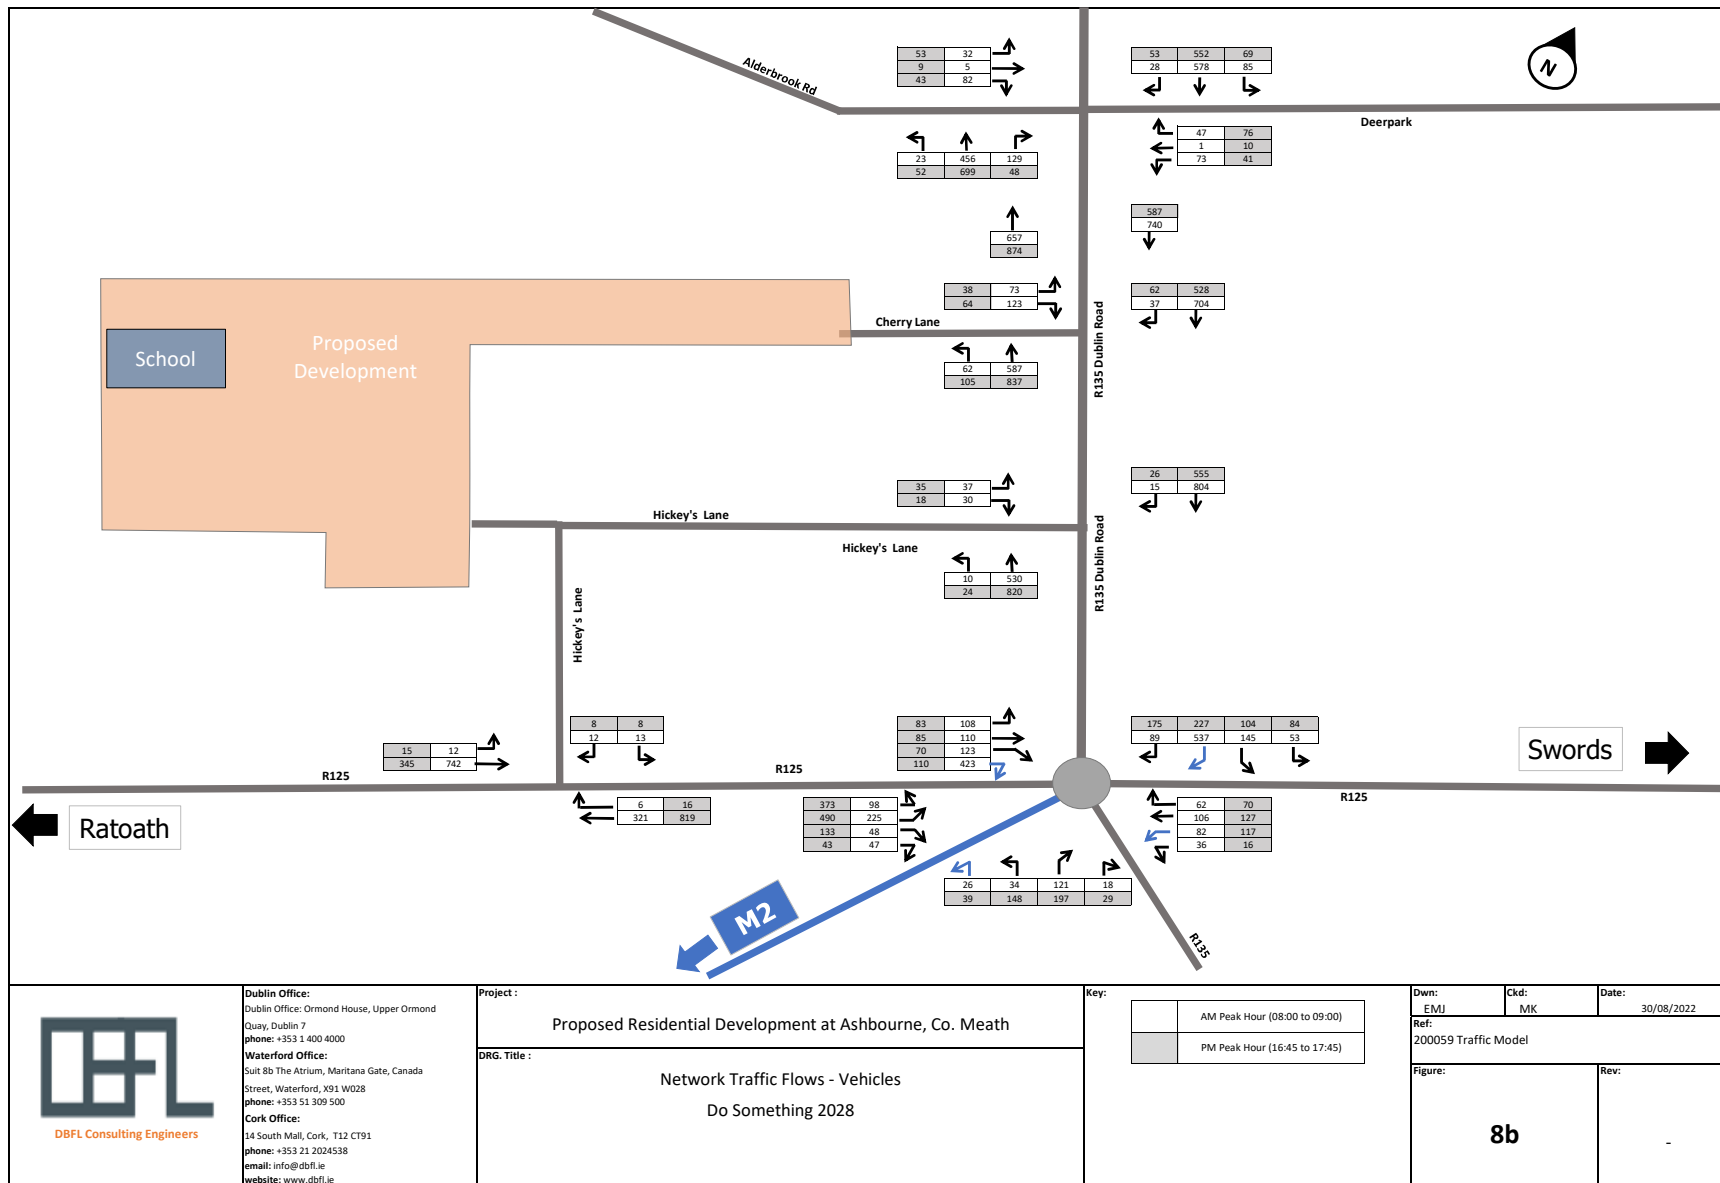 Alderbrook Rd
53 32
9 5
43 82
53 552 69
28 578 85
N
Deerpark
23 456 129
52 699 48
47 76
1 10
73 41
657
874
587
740
38 73
64 123
62 528
37 704
Cherry Lane
R135 Dublin Road
School
Proposed
Development
62 587
105 837
35 37
18 30
26 555
15 804
Hickey's Lane
Hickey's Lane
R135 Dublin Road
10 530
24 820
Hickey's Lane
15 12
345 742
8 8
12 13
83 108
85 110
70 123
110 423
175 227 104 84
89 537 145 53
Swords
R125
R125
R125
Ratoath
6 16
321 819
373 98
490 225
133 48
43 47
62 70
106 127
82 117
36 16
26 34 121 18
39 148 197 29
M2
R135
DBFL
DBFL Consulting Engineers
Dublin Office:
Dublin Office: Ormond House, Upper Ormond
Quay, Dublin 7
phone: +353 1 400 4000
Waterford Office:
Suit 8b The Atrium, Maritana Gate, Canada
Street, Waterford, X91 W028
phone: +353 51 309 500
Cork Office:
14 South Mall, Cork, T12 CT91
phone: +353 21 2024538
email: info@dbfl.ie
website: www.dbfl.ie
Project :
Proposed Residential Development at Ashbourne, Co. Meath
DRG. Title :
Network Traffic Flows - Vehicles
Do Something 2028
Key:
AM Peak Hour (08:00 to 09:00)
PM Peak Hour (16:45 to 17:45)
Dwn: Ckd: Date:
EMJ MK 30/08/2022
Ref:
200059 Traffic Model
Figure: Rev:
8b -